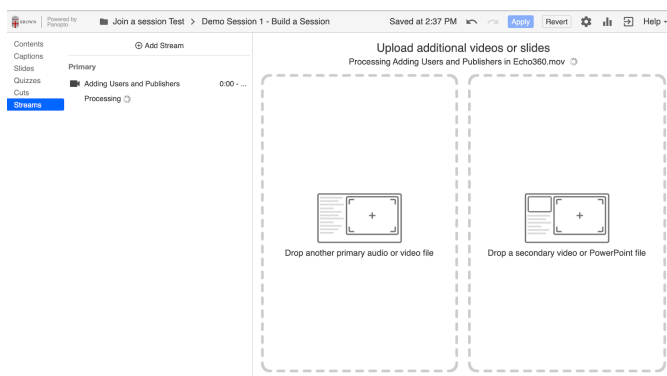 BROWN Powered by Panopto Join a session Test > Demo Session 1 - Build a Session Saved at 2:37 PM Apply Revert Help
Contents
Captions
Slides
Quizzes
Cuts
Streams
Add Stream
Primary
Adding Users and Publishers 0:00 - ...
Processing
Upload additional videos or slides
Processing Adding Users and Publishers in Echo360.mov
Drop another primary audio or video file
Drop a secondary video or PowerPoint file